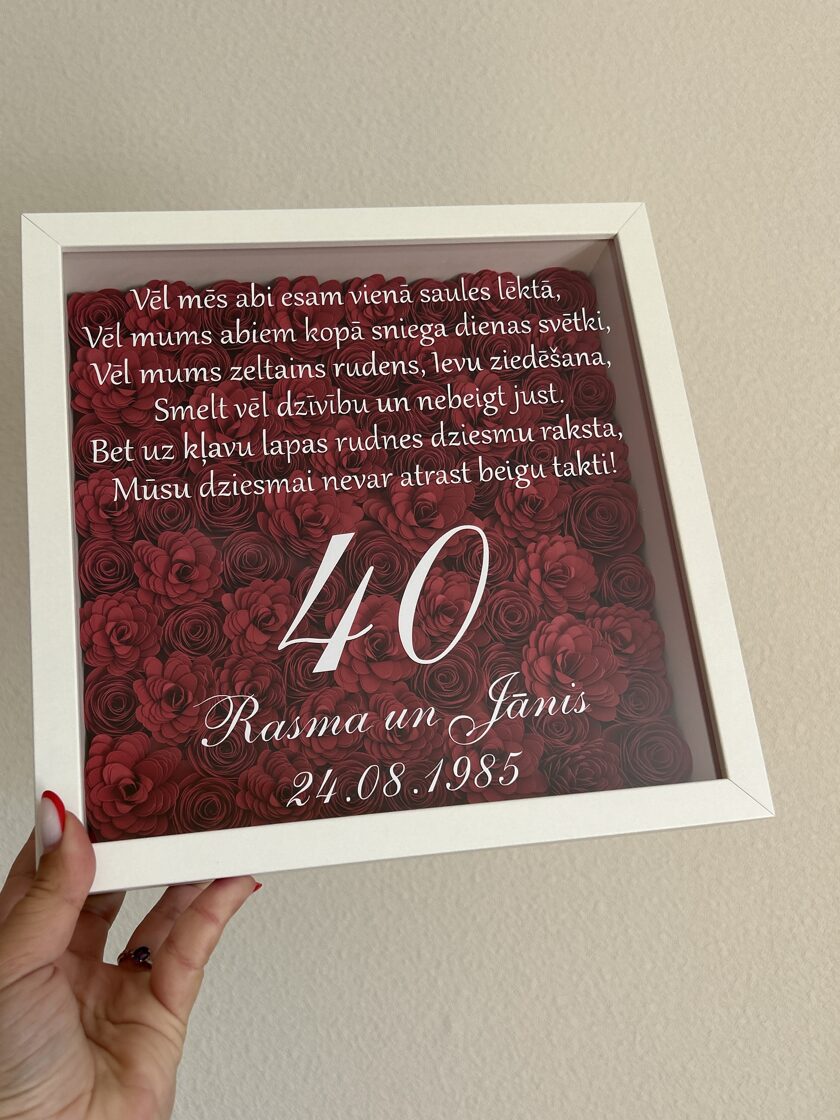 Vēl mēs abi esam vienā saules lēktā,
Vēl mums abiem kopā sniega dienas svētki,
Vēl mums zeltains rudens, Ievu ziedēšana,
Smelt vēl dzīvību un nebeigt just.
Bet uz kļavu lapas rudnes dziesmu raksta,
Mūsu dziesmai nevar atrast beigu takti!
40
Rasma un Jānis
24.08.1985